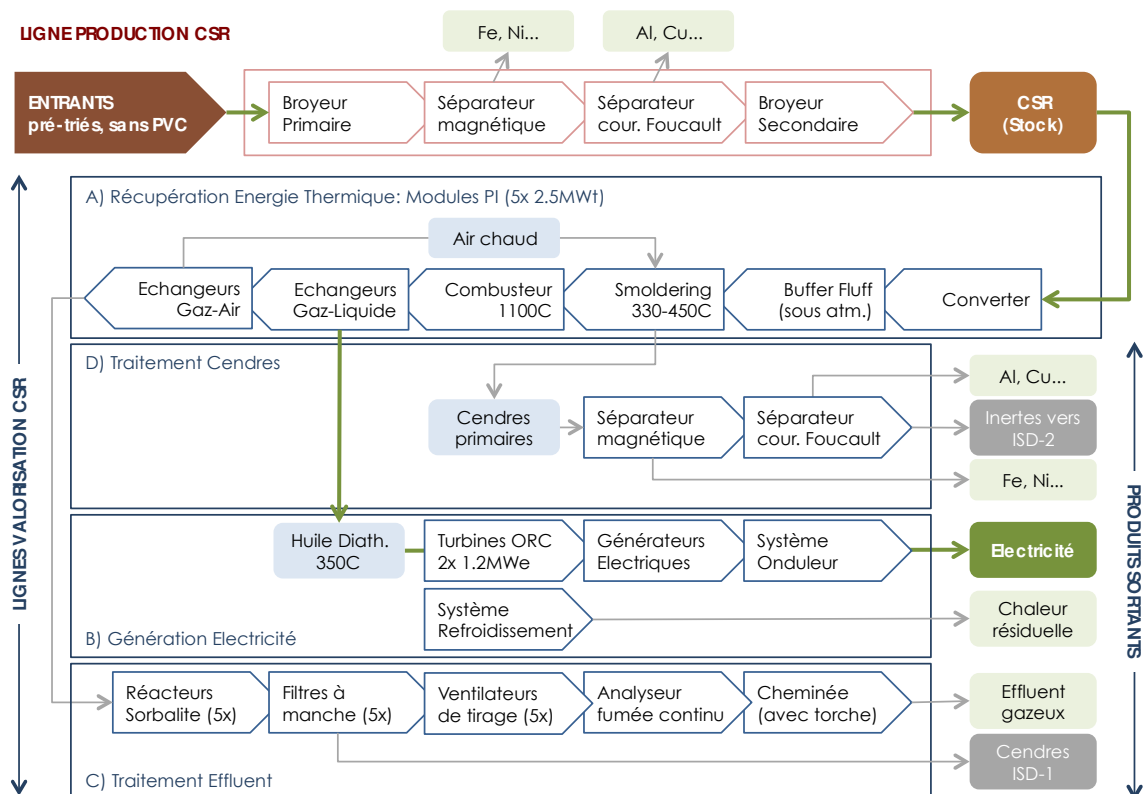 LIGNE PRODUCTION CSR
Fe, Ni...
Al, Cu...
ENTRANTS
pré-triés, sans PVC
Broyeur
Primaire
Séparateur
magnétique
Séparateur
cour. Foucault
Broyeur
Secondaire
CSR
(Stock)
A) Récupération Energie Thermique: Modules PI (5x 2.5MWt)
Air chaud
Echangeurs
Gaz-Air
Echangeurs
Gaz-Liquide
Combusteur
1100C
Smoldering
330-450C
Buffer Fluff
(sous atm.)
Converter
D) Traitement Cendres
Cendres
primaires
Séparateur
magnétique
Séparateur
cour. Foucault
Al, Cu...
Inertes vers
ISD-2
Fe, Ni...
LIGNES VALORISATION CSR
PRODUITS SORTANTS
Huile Diath.
350C
Turbines ORC
2x 1.2MWe
Générateurs
Electriques
Système
Onduleur
Electricité
Système
Refroidissement
Chaleur
résiduelle
B) Génération Electricité
Réacteurs
Sorbalite (5x)
Filtres à
manche (5x)
Ventilateurs
de tirage (5x)
Analyseur
fumée continu
Cheminée
(avec torche)
Effluent
gazeux
Cendres
ISD-1
C) Traitement Effluent